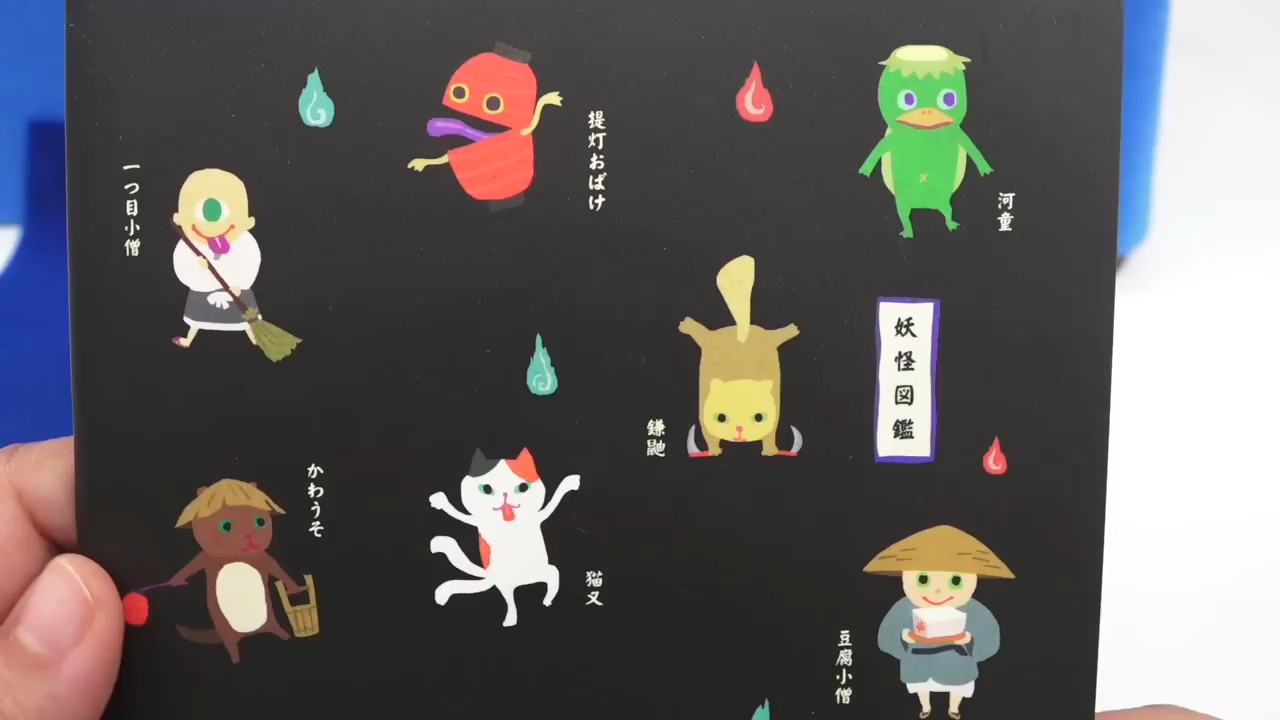 妖怪図鑑
河童
提灯おばけ
一つ目小僧
鎌鼬
かわうそ
猫又
豆腐小僧